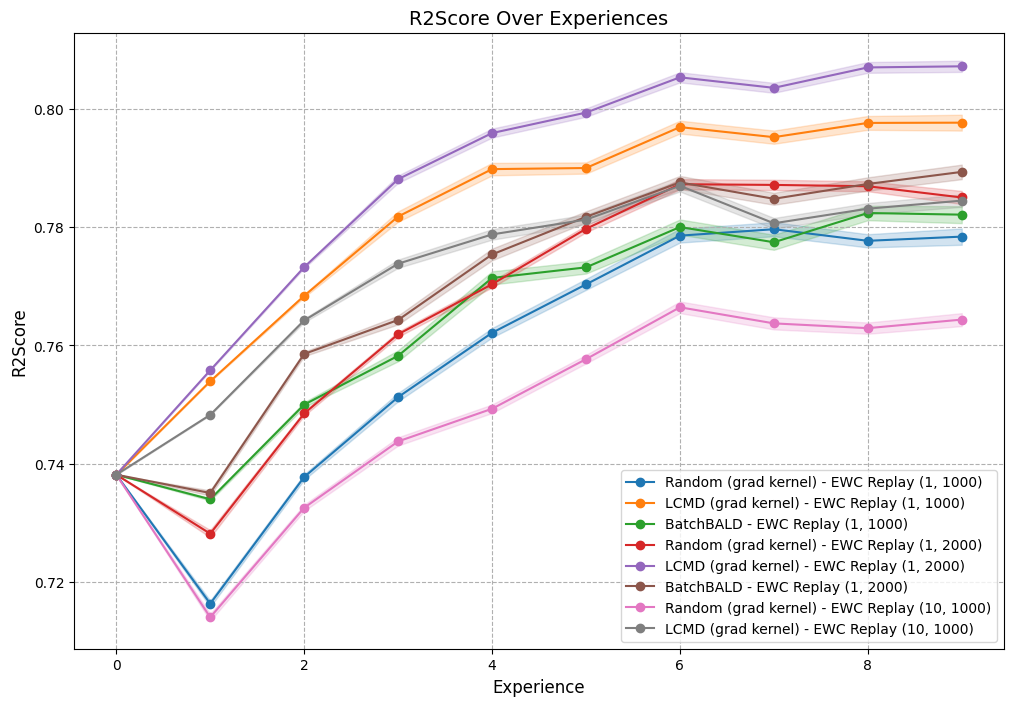 R2Score Over Experiences
R2Score
0.80
0.78
0.76
0.74
0.72
0
2
4
6
8
Experience
Random (grad kernel) - EWC Replay (1, 1000)
LCMD (grad kernel) - EWC Replay (1, 1000)
BatchBALD - EWC Replay (1, 1000)
Random (grad kernel) - EWC Replay (1, 2000)
LCMD (grad kernel) - EWC Replay (1, 2000)
BatchBALD - EWC Replay (1, 2000)
Random (grad kernel) - EWC Replay (10, 1000)
LCMD (grad kernel) - EWC Replay (10, 1000)